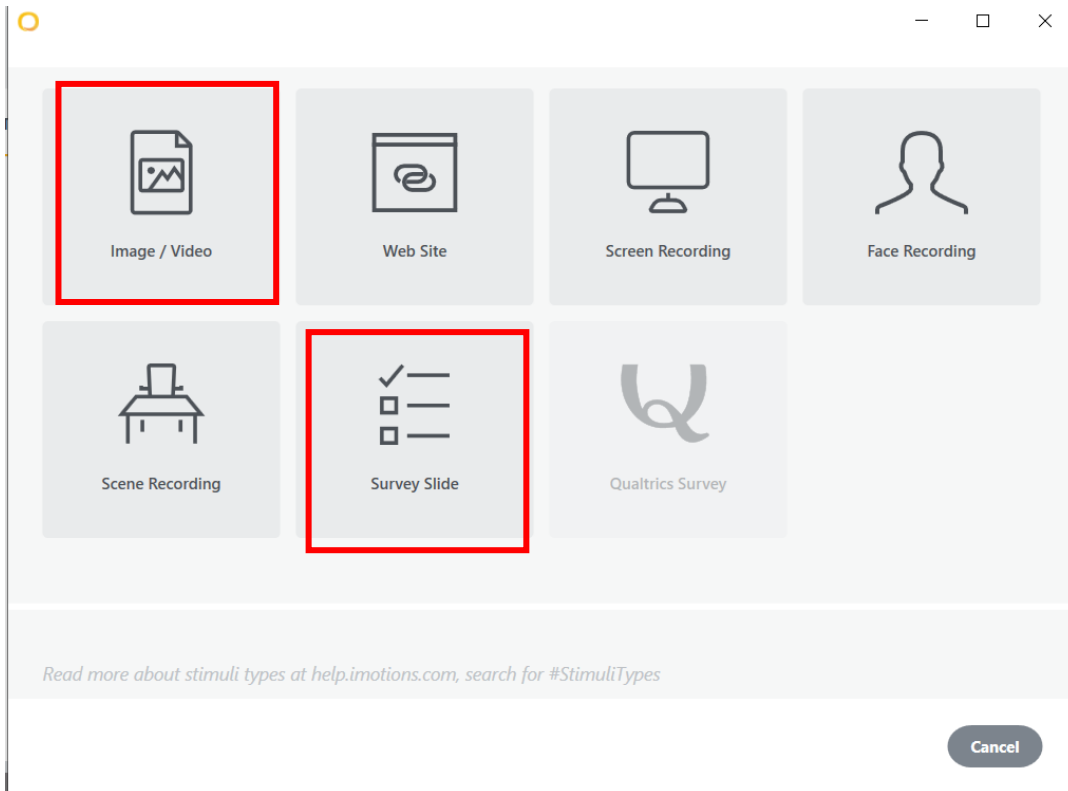 Image / Video
Web Site
Screen Recording
Face Recording
Scene Recording
Survey Slide
Qualtrics Survey
Read more about stimuli types at help.imotions.com, search for #StimuliTypes
Cancel